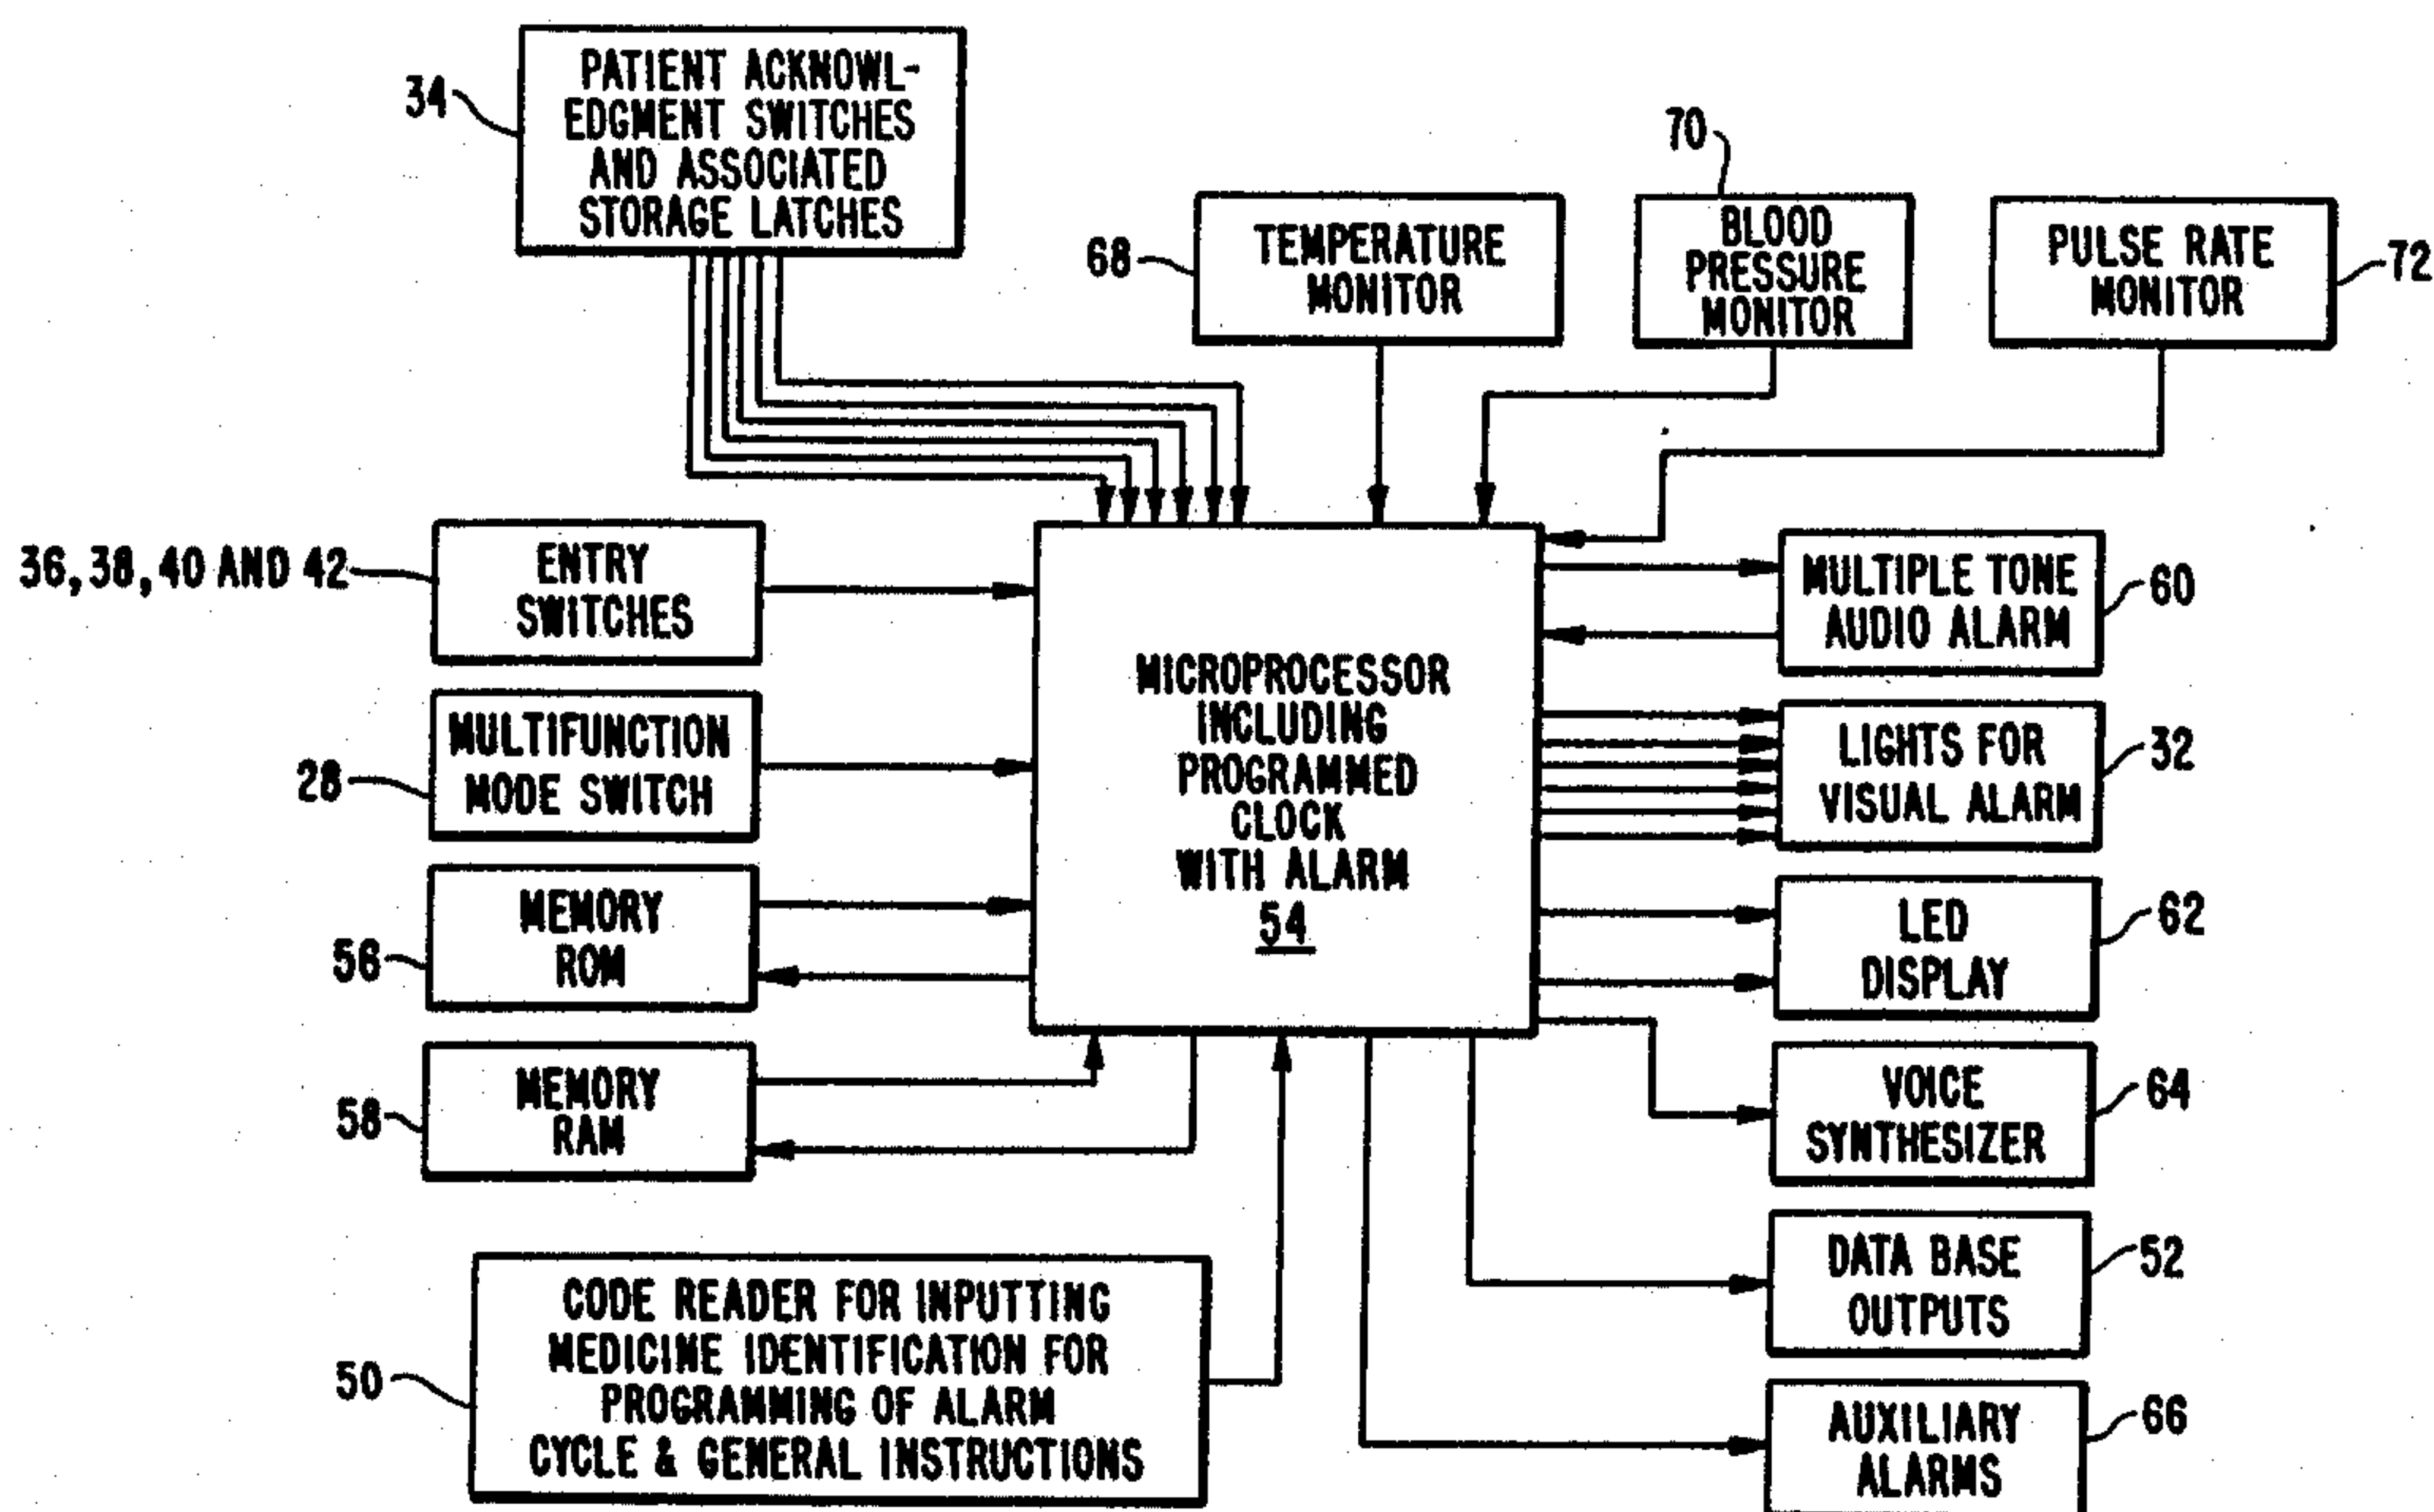 34
PATIENT ACKNOWL-
EDGMENT SWITCHES
AND ASSOCIATED
STORAGE LATCHES
68
TEMPERATURE
MONITOR
70
BLOOD
PRESSURE
MONITOR
PULSE RATE
MONITOR
72
36, 38, 40 AND 42
ENTRY
SWITCHES
28
MULTIFUNCTION
MODE SWITCH
56
MEMORY
ROM
58
MEMORY
RAM
50
CODE READER FOR INPUTTING
MEDICINE IDENTIFICATION FOR
PROGRAMMING OF ALARM
CYCLE & GENERAL INSTRUCTIONS
MICROPROCESSOR
INCLUDING
PROGRAMMED
CLOCK
WITH ALARM
54
MULTIPLE TONE
AUDIO ALARM
60
LIGHTS FOR
VISUAL ALARM
32
LED
DISPLAY
62
VOICE
SYNTHESIZER
64
DATA BASE
OUTPUTS
52
AUXILIARY
ALARMS
66